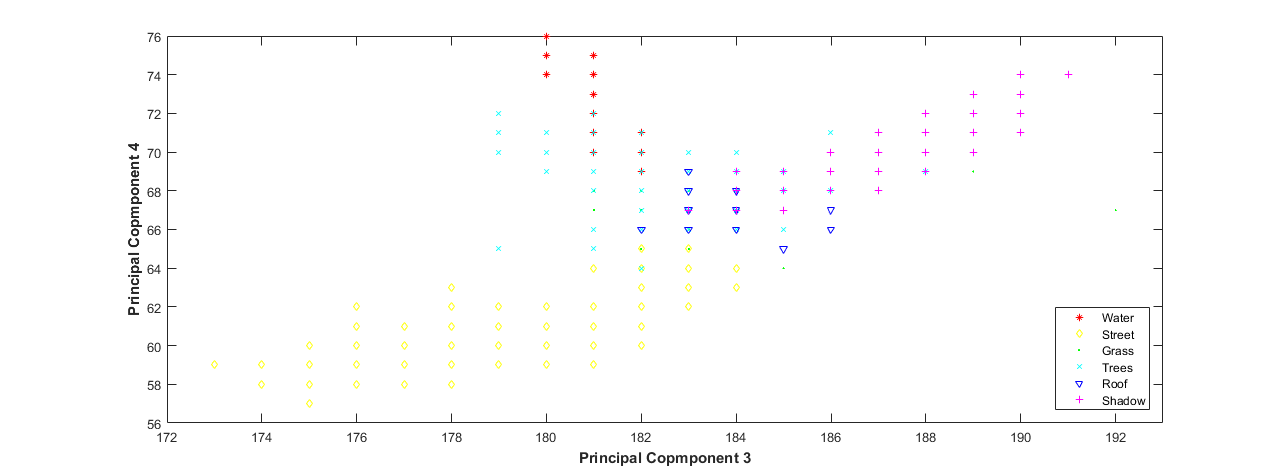 76
74
72
70
68
66
64
62
60
58
56
Principal Copmponent 4
172
174
176
178
180
182
184
186
188
190
192
Principal Copmponent 3
Water
Street
Grass
Trees
Roof
Shadow